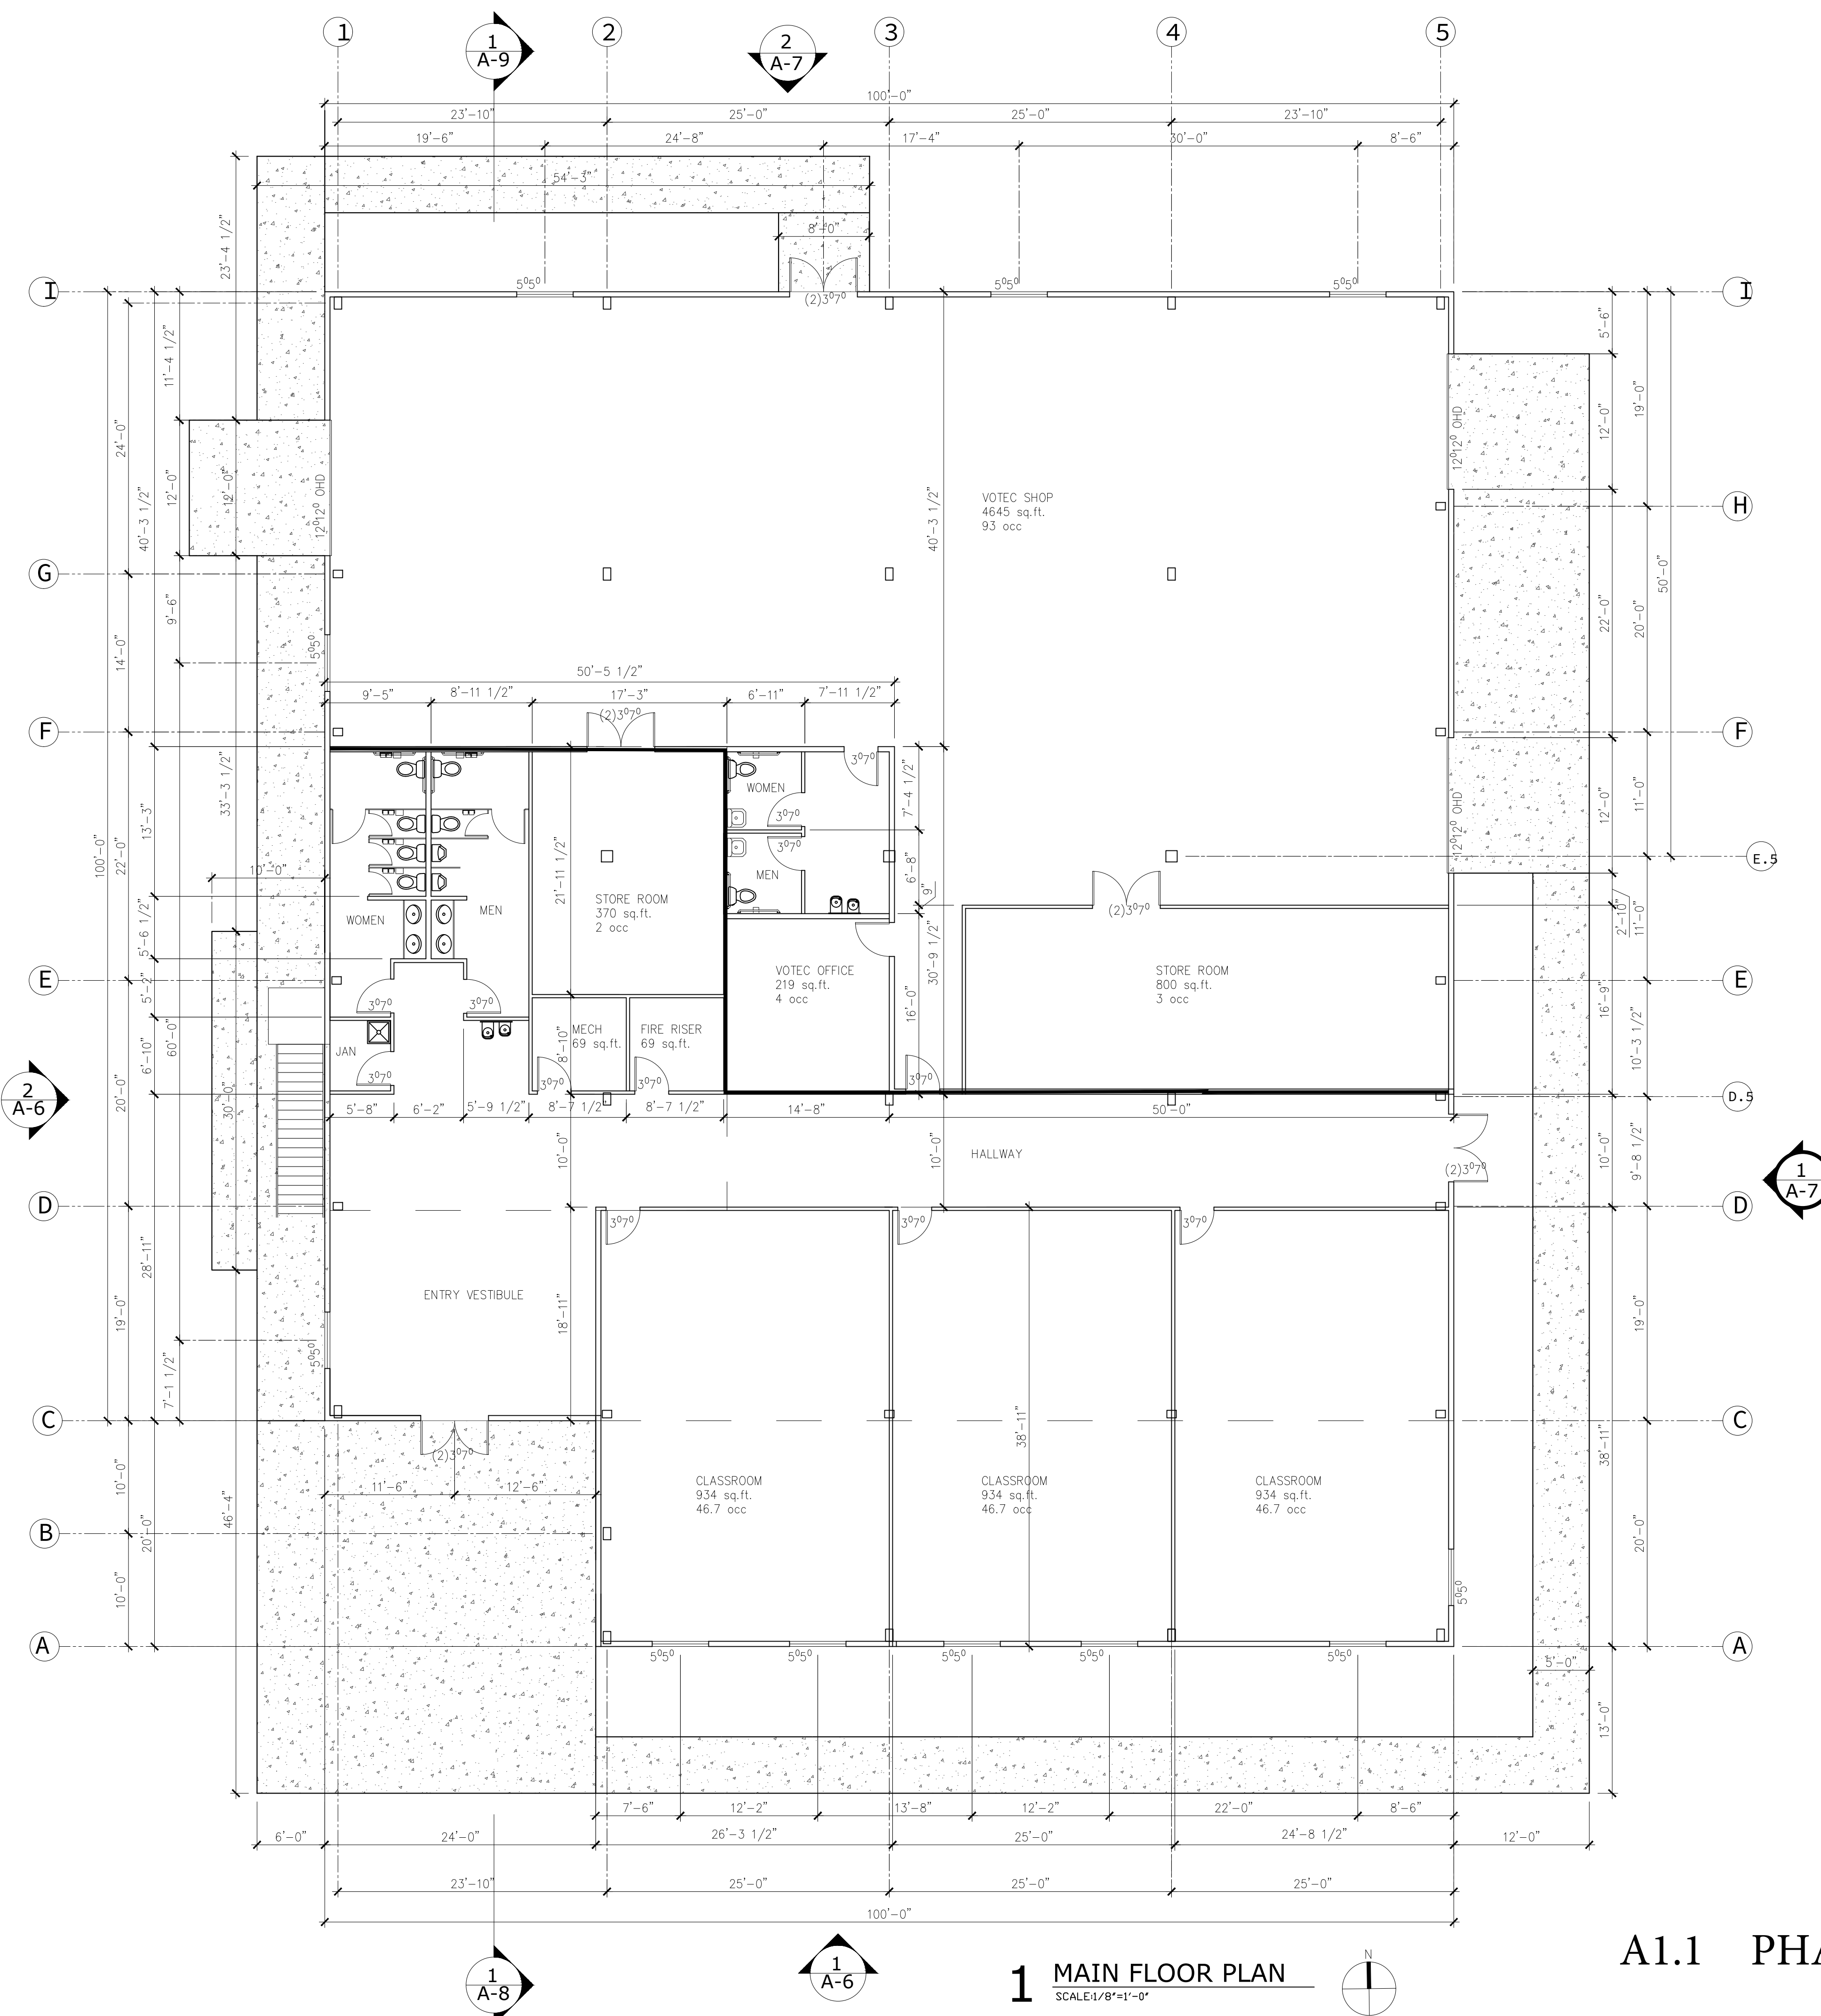 1
2
3
4
5
1
A-9
2
A-7
100'-0"
23'-10"
25'-0"
25'-0"
23'-10"
19'-6"
24'-8"
17'-4"
30'-0"
8'-6"
54'-3"
8'-0"
23'-4 1/2"
I
5⁰5⁰
(2)3⁰7⁰
5⁰5⁰
5⁰5⁰
I
5'-6"
11'-4 1/2"
19'-0"
24'-0"
12'-0"
12'-0"
12⁰12⁰ OHD
40'-3 1/2"
40'-3 1/2"
VOTEC SHOP
4645 sq.ft.
93 occ
12⁰12⁰ OHD
12'-0"
H
G
9'-6"
14'-0"
5⁰5⁰
50'-0"
22'-0"
20'-0"
50'-5 1/2"
9'-5"
8'-11 1/2"
17'-3"
6'-11"
7'-11 1/2"
(2)3⁰7⁰
F
F
3⁰7⁰
WOMEN
3⁰7⁰
3⁰7⁰
MEN
7'-4 1/2"
6'-8"
9"
33'-3 1/2"
13'-3"
100'-0"
22'-0"
10'-0"
21'-11 1/2"
12⁰12⁰ OHD
12'-0"
11'-0"
E.5
STORE ROOM
370 sq.ft.
2 occ
WOMEN
MEN
(2)3⁰7⁰
2'-10"
11'-0"
5'-6 1/2"
5'-2"
E
3⁰7⁰
3⁰7⁰
VOTEC OFFICE
219 sq.ft.
4 occ
30'-9 1/2"
16'-0"
STORE ROOM
800 sq.ft.
3 occ
16'-9"
E
60'-0"
6'-10"
JAN
3⁰7⁰
MECH
69 sq.ft.
FIRE RISER
69 sq.ft.
8'-10"
3⁰7⁰
3⁰7⁰
3⁰7⁰
10'-3 1/2"
2
A-6
20'-0"
30'-0"
D.5
5'-8"
6'-2"
5'-9 1/2"
8'-7 1/2"
8'-7 1/2"
14'-8"
50'-0"
10'-0"
10'-0"
HALLWAY
(2)3⁰7⁰
10'-0"
9'-8 1/2"
1
A-7
D
D
3⁰7⁰
3⁰7⁰
3⁰7⁰
28'-11"
19'-0"
ENTRY VESTIBULE
18'-11"
19'-0"
7'-1 1/2"
5⁰5⁰
C
C
(2)3⁰7⁰
38'-11"
38'-11"
11'-6"
12'-6"
CLASSROOM
934 sq.ft.
46.7 occ
CLASSROOM
934 sq.ft.
46.7 occ
CLASSROOM
934 sq.ft.
46.7 occ
10'-0"
46'-4"
B
20'-0"
20'-0"
10'-0"
5⁰5⁰
A
A
5⁰5⁰
5⁰5⁰
5⁰5⁰
5⁰5⁰
5⁰5⁰
5'-0"
13'-0"
7'-6"
12'-2"
13'-8"
12'-2"
22'-0"
8'-6"
6'-0"
24'-0"
26'-3 1/2"
25'-0"
24'-8 1/2"
12'-0"
23'-10"
25'-0"
25'-0"
25'-0"
100'-0"
1
A-8
1
A-6
1 MAIN FLOOR PLAN
SCALE:1/8"=1'-0"
N
A1.1 PHA